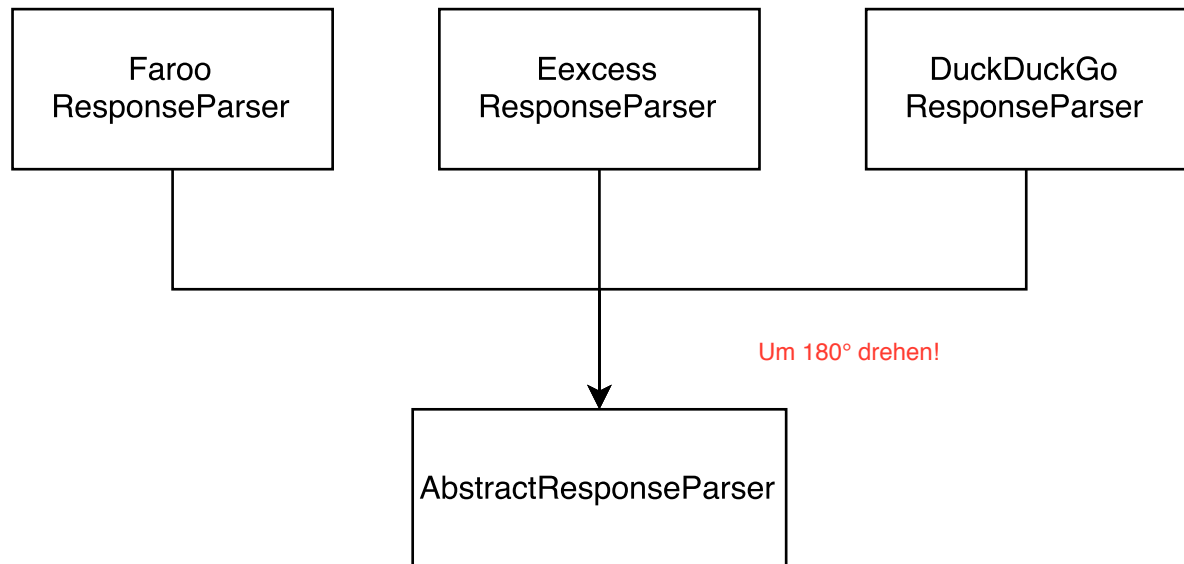 Faroo
ResponseParser
Eexcess
ResponseParser
DuckDuckGo
ResponseParser
Um 180° drehen!
AbstractResponseParser